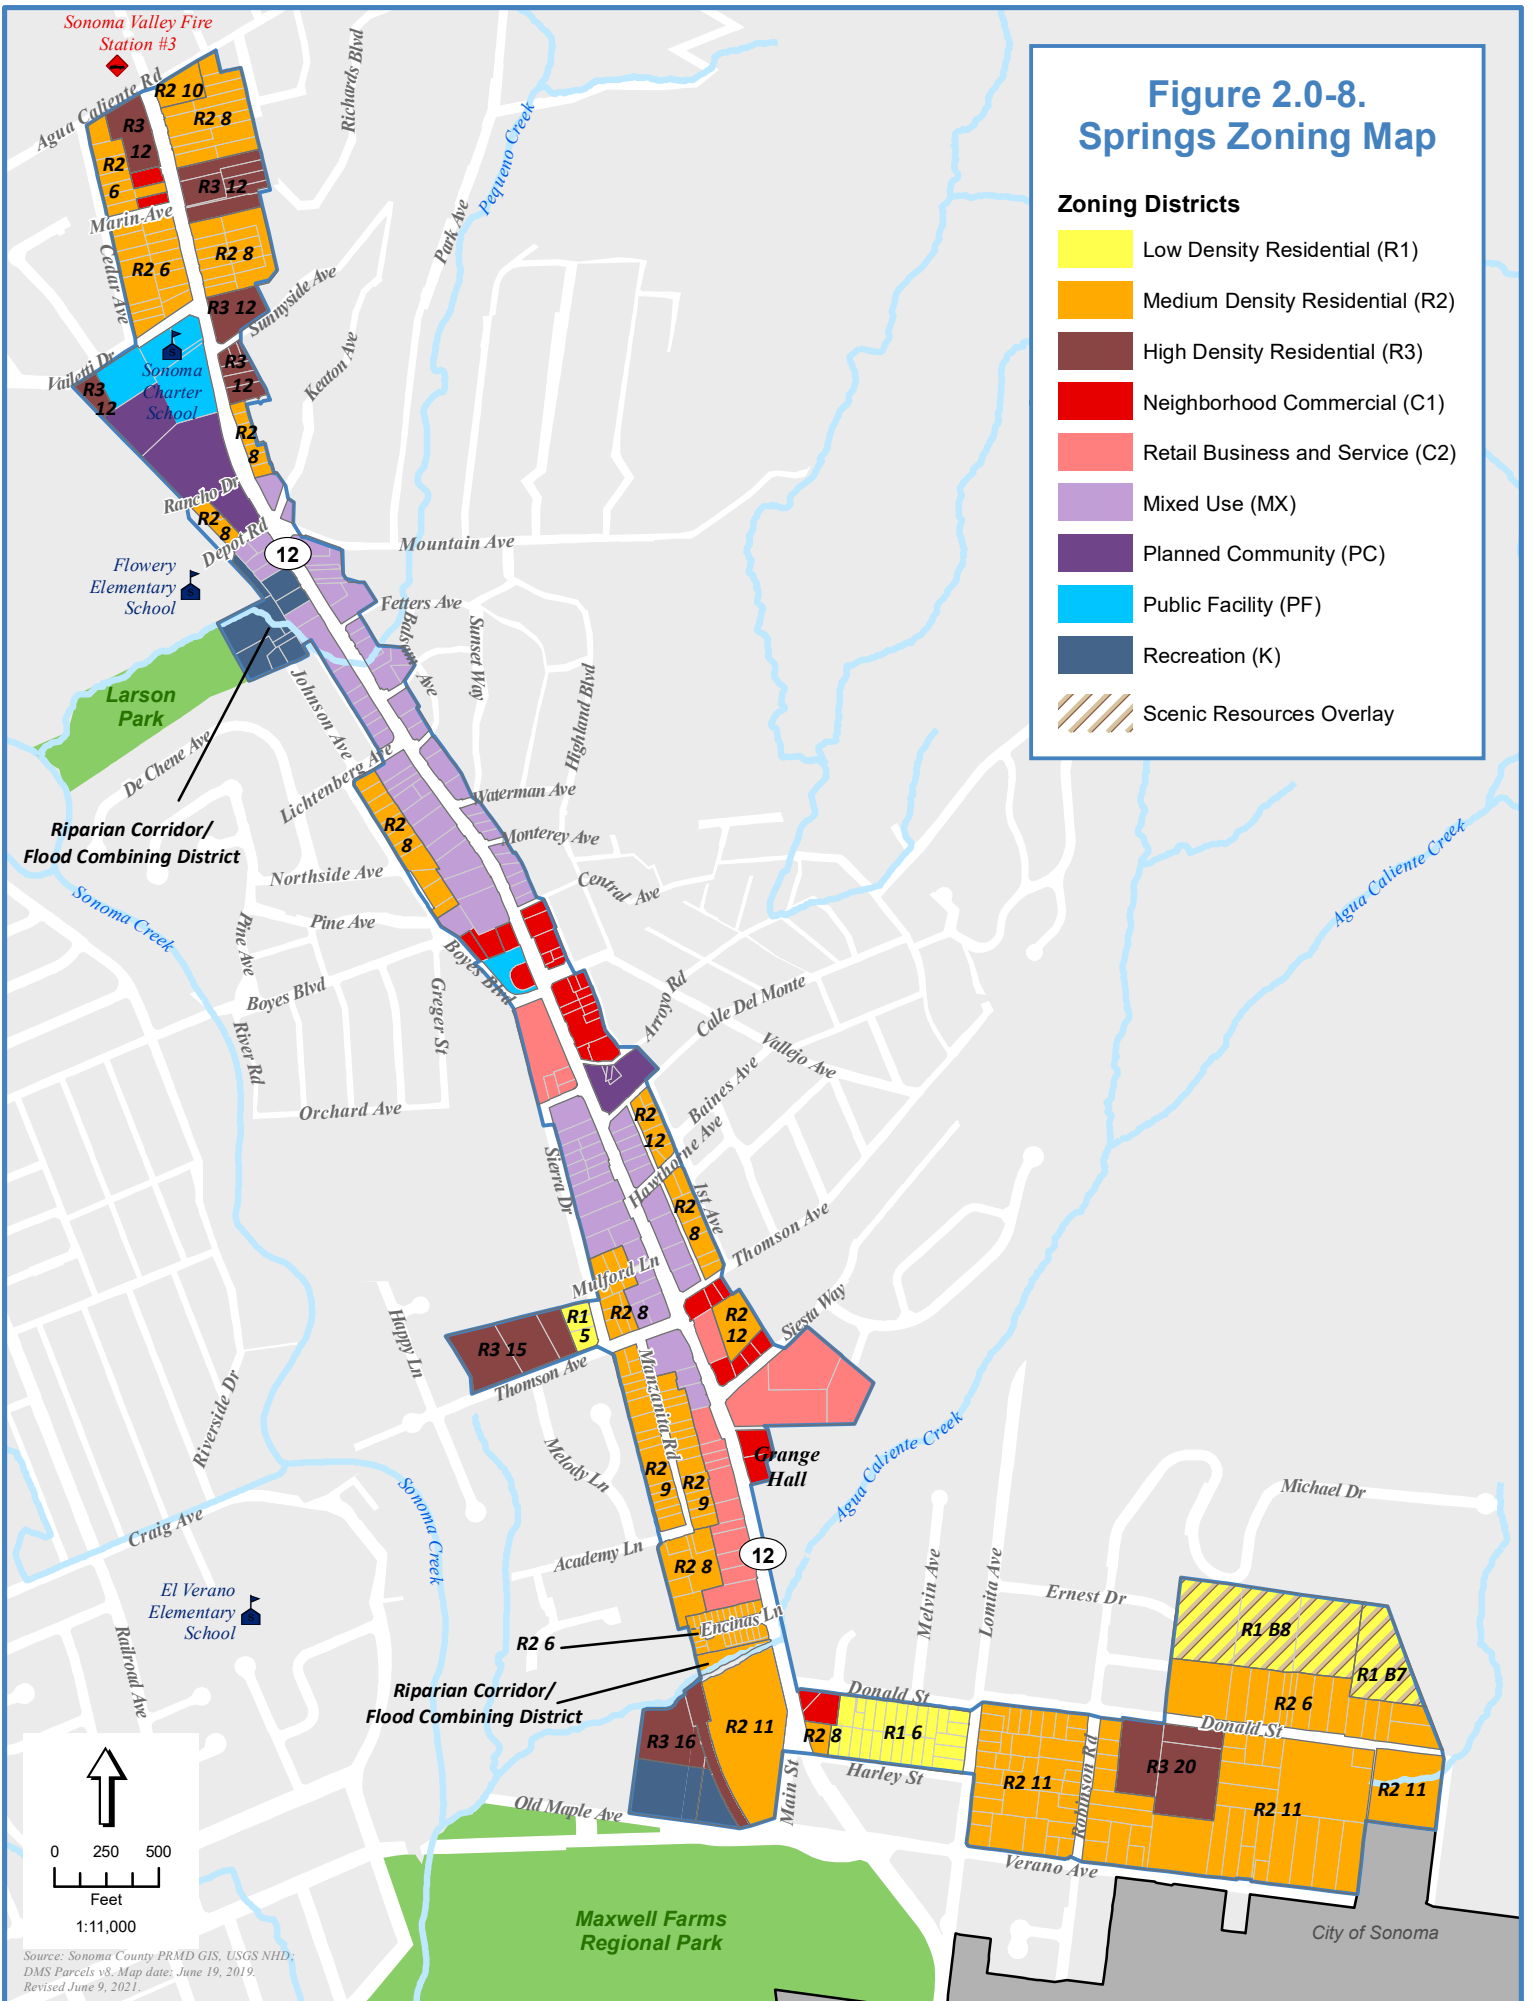 Sonoma Valley Fire
Station #3
Agua Caliente Rd
Richards Blvd
Pequeno Creek
Park Ave
R2 10
R2 8
R3
12
R2
6
R3 12
Marin Ave
Cedar Ave
R2 6
R2 8
R3 12
Sunnyside Ave
Keaton Ave
R3
12
Vailetti Dr
Sonoma
Charter
School
R3
12
R2
8
Rancho Dr
R2
8
Depot Rd
12
Mountain Ave
Flowery
Elementary
School
Fetters Ave
Balsam Ave
Sunset Way
Highland Blvd
Larson
Park
Johnson Ave
De Chene Ave
Lichtenberg Ave
Riparian Corridor/
Flood Combining District
Waterman Ave
Monterey Ave
R2
8
Northside Ave
Central Ave
Pine Ave
Pine Ave
Sonoma Creek
Boyes Blvd
Boyes Blvd
Greger St
River Rd
Orchard Ave
Arroyo Rd
Calle Del Monte
Vallejo Ave
Baines Ave
Hawthorne Ave
R2
12
Sierra Dr
R2
8
1st Ave
Thomson Ave
Mulford Ln
R2 8
R1
5
R3 15
Thomson Ave
Happy Ln
Riverside Dr
R2
12
Siesta Way
Manzanita Rd
Melody Ln
R2
9
R2
9
Grange
Hall
Agua Caliente Creek
Agua Caliente Creek
Craig Ave
Sonoma Creek
Academy Ln
R2 8
12
El Verano
Elementary
School
Railroad Ave
R2 6
Encinas Ln
Riparian Corridor/
Flood Combining District
R3 16
R2 11
Old Maple Ave
Main St
Melvin Ave
Lomita Ave
Michael Dr
Ernest Dr
Donald St
R2 8
R1 6
Harley St
R1 B8
R1 B7
R2 6
Donald St
R2 11
Robinson Rd
R3 20
R2 11
R2 11
Verano Ave
Maxwell Farms
Regional Park
City of Sonoma
Figure 2.0-8.
Springs Zoning Map
Zoning Districts
Low Density Residential (R1)
Medium Density Residential (R2)
High Density Residential (R3)
Neighborhood Commercial (C1)
Retail Business and Service (C2)
Mixed Use (MX)
Planned Community (PC)
Public Facility (PF)
Recreation (K)
Scenic Resources Overlay
0 250 500
Feet
1:11,000
Source: Sonoma County PRMD GIS, USGS NHD;
DMS Parcels v8. Map date: June 19, 2019.
Revised June 9, 2021.